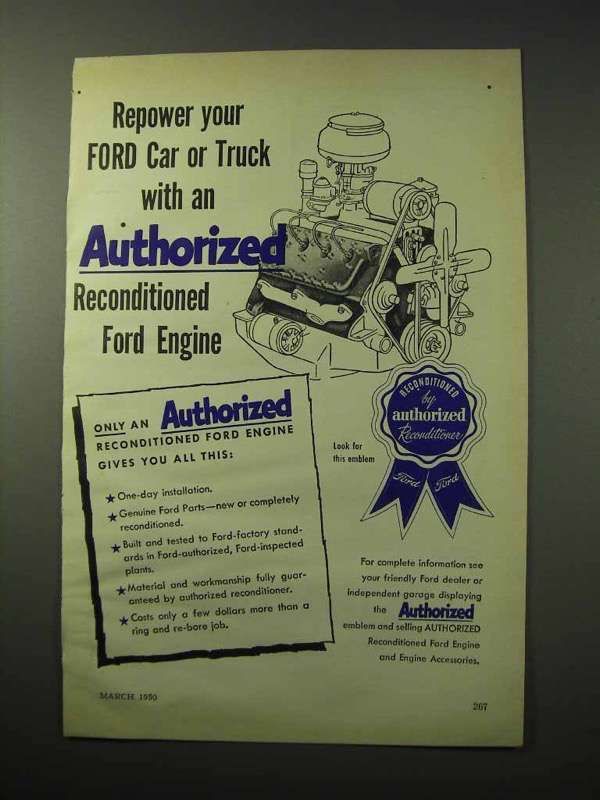 Repower your
FORD Car or Truck
with an
Authorized
Reconditioned
Ford Engine
ONLY AN Authorized
RECONDITIONED FORD ENGINE
GIVES YOU ALL THIS:
★One-day installation.
★Genuine Ford Parts—new or completely
reconditioned.
★Built and tested to Ford-factory stand-
ards in Ford-authorized, Ford-inspected
plants.
★Material and workmanship fully guar-
anteed by authorized reconditioner.
★Costs only a few dollars more than a
ring and re-bore job.
RECONDITIONED
by
authorized
Reconditioner
Ford Ford
Look for
this emblem
For complete information see
your friendly Ford dealer or
independent garage displaying
the Authorized
emblem and selling AUTHORIZED
Reconditioned Ford Engine
and Engine Accessories.
MARCH 1950
267